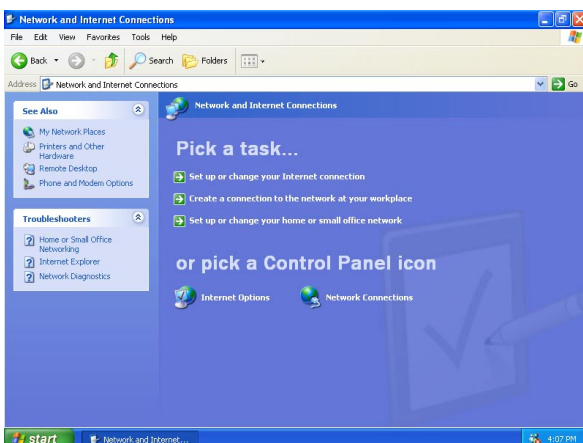 Network and Internet Connections
File Edit View Favorites Tools Help
Back Search Folders
Address Network and Internet Connections Go
See Also
My Network Places
Printers and Other
Hardware
Remote Desktop
Phone and Modem Options
Troubleshooters
Home or Small Office
Networking
Internet Explorer
Network Diagnostics
Network and Internet Connections
Pick a task...
Set up or change your Internet connection
Create a connection to the network at your workplace
Set up or change your home or small office network
or pick a Control Panel icon
Internet Options Network Connections
start Network and Internet... 4:07 PM